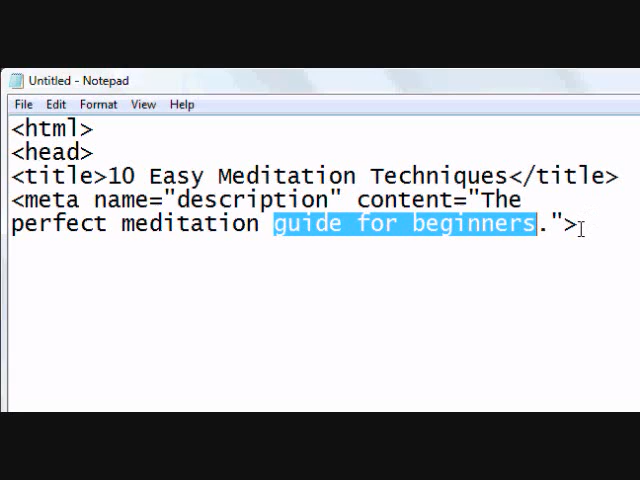 Untitled - Notepad
File Edit Format View Help
<html>
<head>
<title>10 Easy Meditation Techniques</title>
<meta name="description" content="The
perfect meditation guide for beginners.">